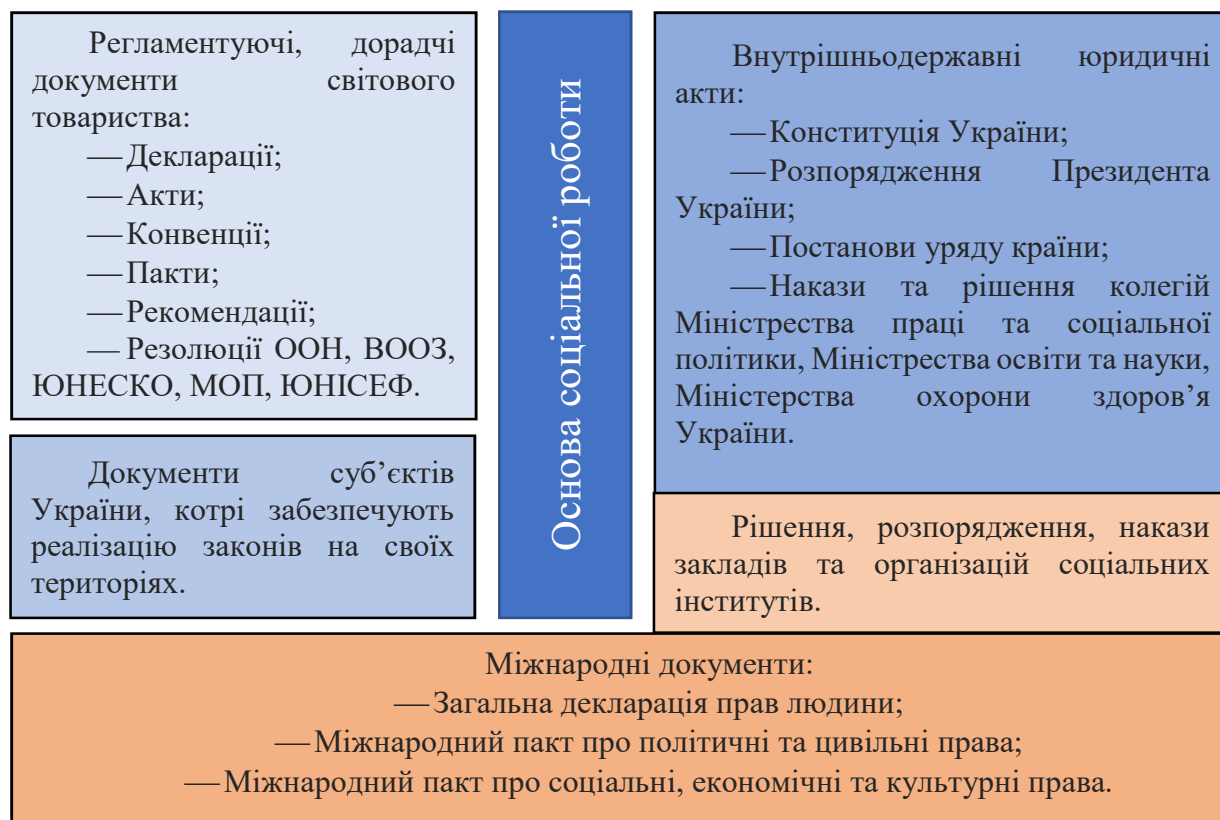 Регламентуючі, дорадчі
документи світового
товариства:
— Декларації;
— Акти;
— Конвенції;
— Пакти;
— Рекомендації;
— Резолюції ООН, ВООЗ,
ЮНЕСКО, МОП, ЮНІСЕФ.
Документи суб’єктів
України, котрі забезпечують
реалізацію законів на своїх
територіях.
Основа соціальної роботи
Внутрішньодержавні юридичні
акти:
— Конституція України;
— Розпорядження Президента
України;
— Постанови уряду країни;
— Накази та рішення колегій
Міністрества праці та соціальної
політики, Міністрества освіти та науки,
Міністерства охорони здоров’я
України.
Рішення, розпорядження, накази
закладів та організацій соціальних
інститутів.
Міжнародні документи:
— Загальна декларація прав людини;
— Міжнародний пакт про політичні та цивільні права;
— Міжнародний пакт про соціальні, економічні та культурні права.